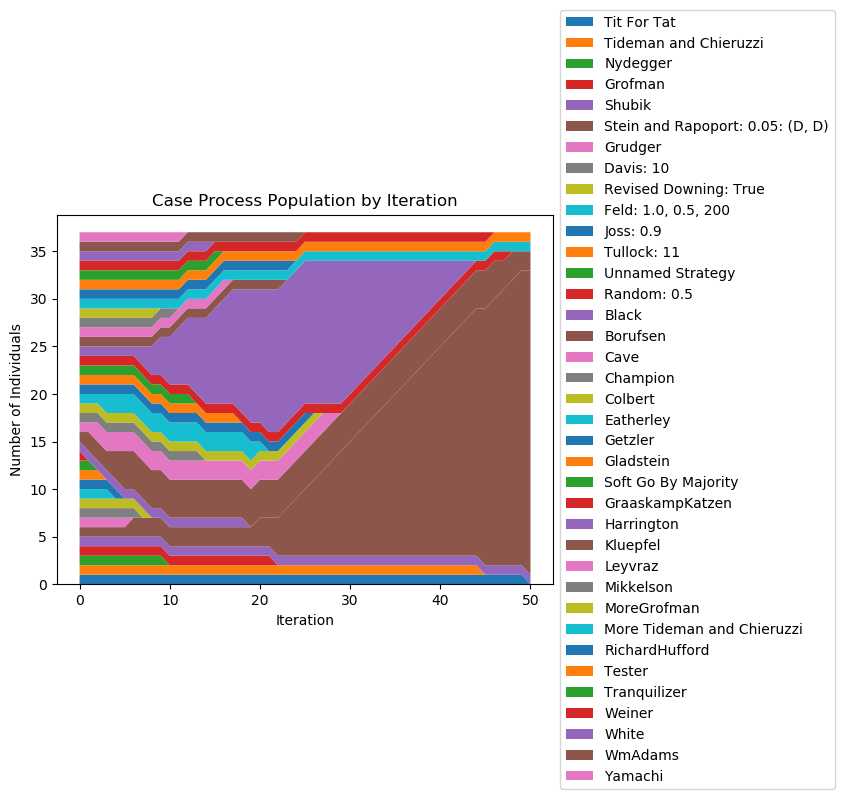 Case Process Population by Iteration
Number of Individuals
35
30
25
20
15
10
5
0
0 10 20 30 40 50
Iteration
Tit For Tat
Tideman and Chieruzzi
Nydegger
Grofman
Shubik
Stein and Rapoport: 0.05: (D, D)
Grudger
Davis: 10
Revised Downing: True
Feld: 1.0, 0.5, 200
Joss: 0.9
Tullock: 11
Unnamed Strategy
Random: 0.5
Black
Borufsen
Cave
Champion
Colbert
Eatherley
Getzler
Gladstein
Soft Go By Majority
GraaskampKatzen
Harrington
Kluepfel
Leyvraz
Mikkelson
MoreGrofman
More Tideman and Chieruzzi
RichardHufford
Tester
Tranquilizer
Weiner
White
WmAdams
Yamachi